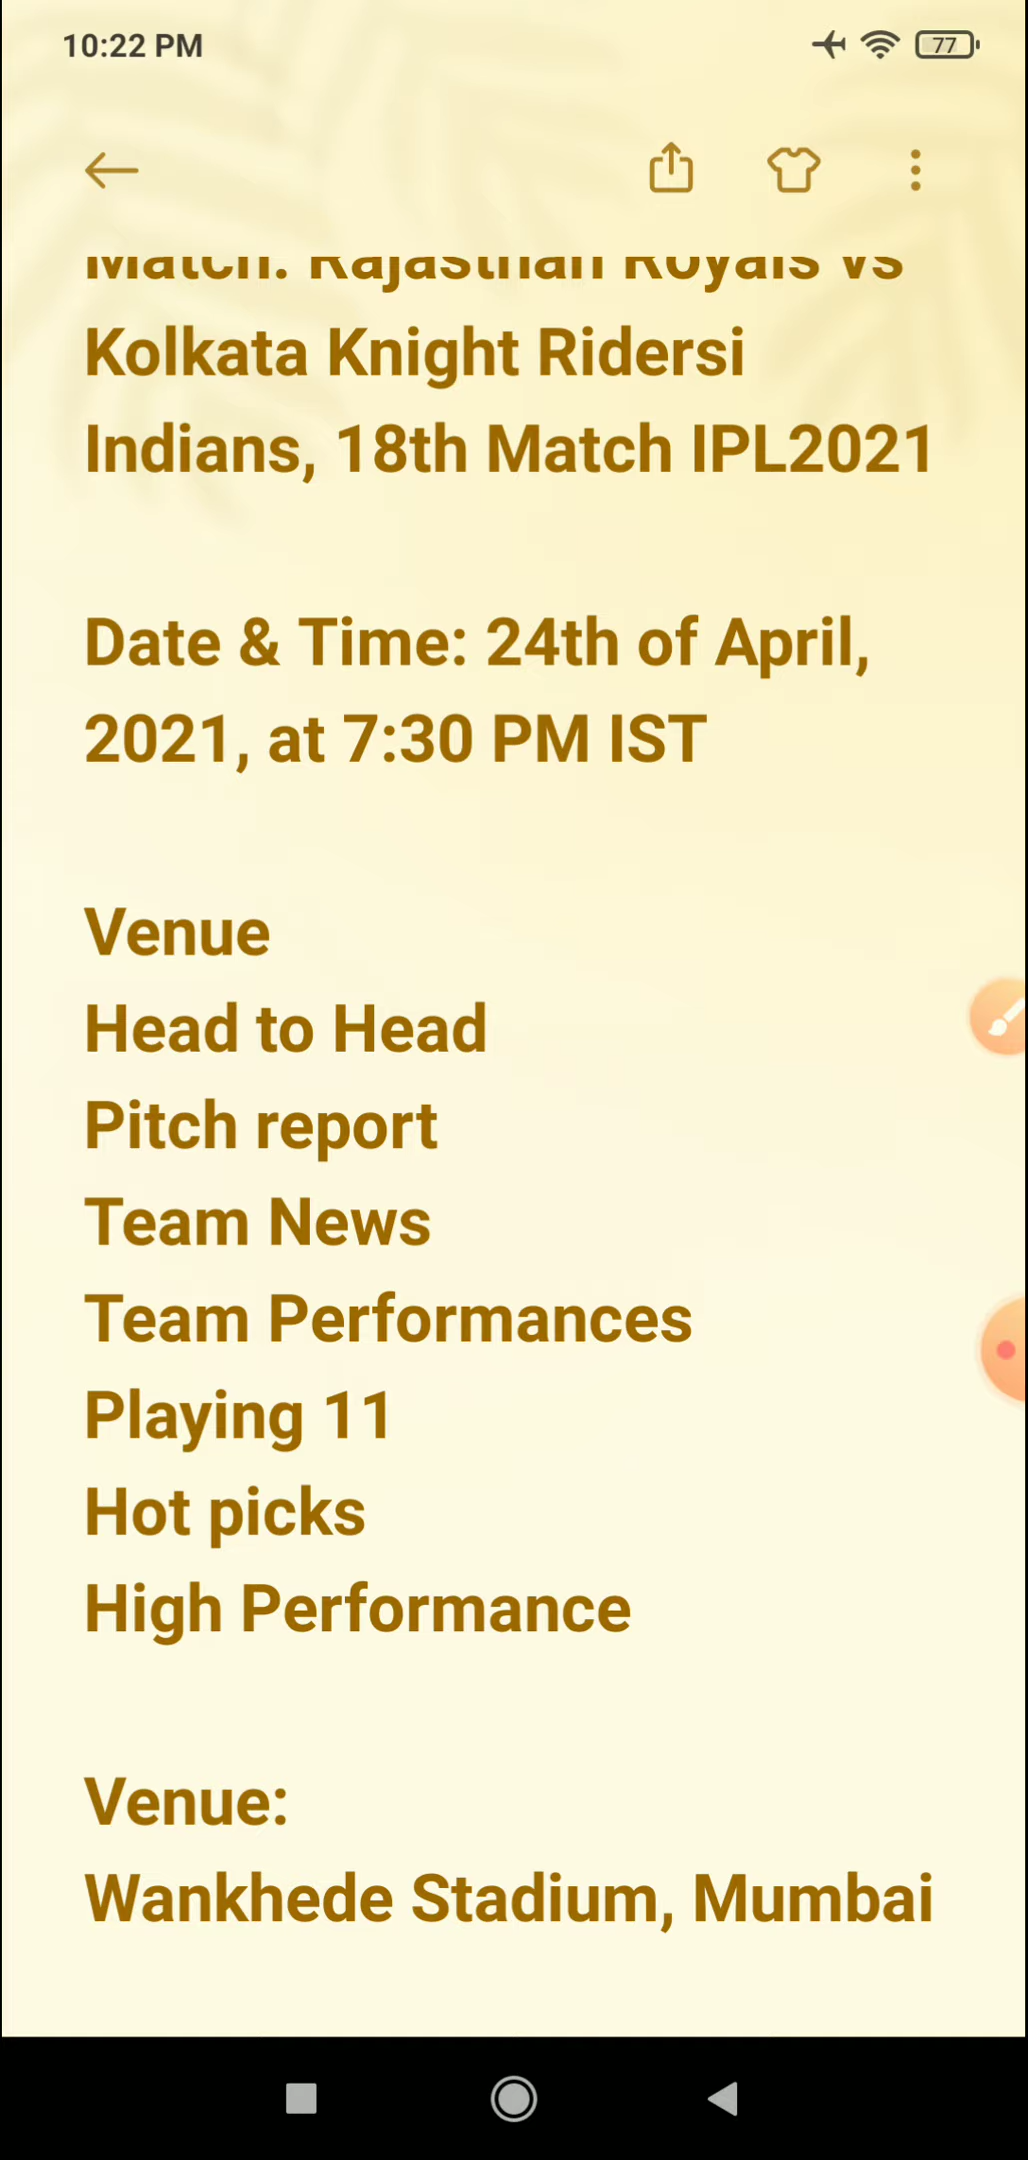 10:22 PM
77
Match: Rajasthan Royals vs
Kolkata Knight Ridersi
Indians, 18th Match IPL2021
Date & Time: 24th of April,
2021, at 7:30 PM IST
Venue
Head to Head
Pitch report
Team News
Team Performances
Playing 11
Hot picks
High Performance
Venue:
Wankhede Stadium, Mumbai